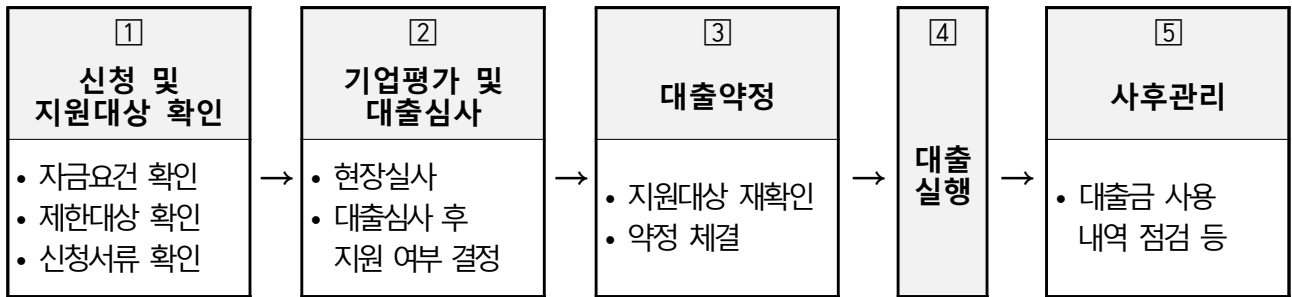 1
신청 및
지원대상 확인
• 자금요건 확인
• 제한대상 확인
• 신청서류 확인
→
2
기업평가 및
대출심사
• 현장실사
• 대출심사 후
지원 여부 결정
→
3
대출약정
• 지원대상 재확인
• 약정 체결
→
4
대출
실행
→
5
사후관리
• 대출금 사용
내역 점검 등